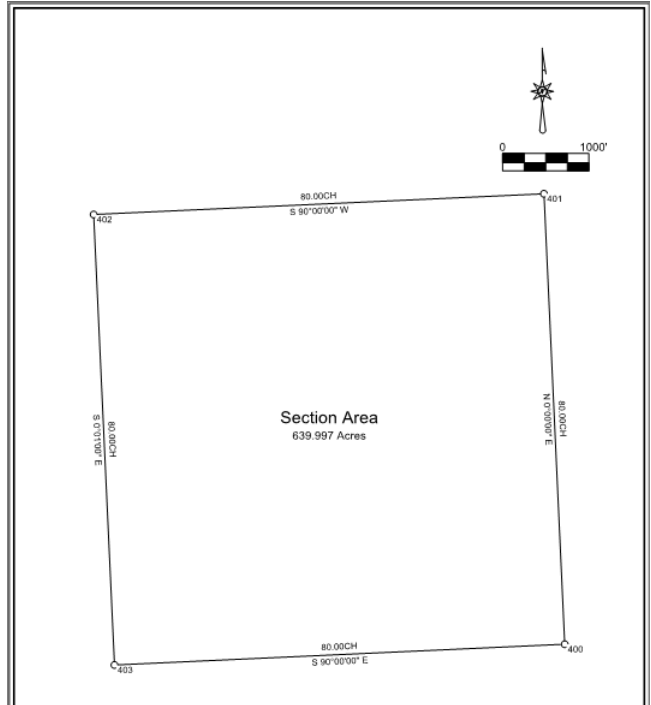 0 1000'
80.00CH
S 90°00'00" W
401
402
80.00CH
S 0°01'00" E
Section Area
639.997 Acres
80.00CH
N 0°00'00" E
80.00CH
S 90°00'00" E
400
403